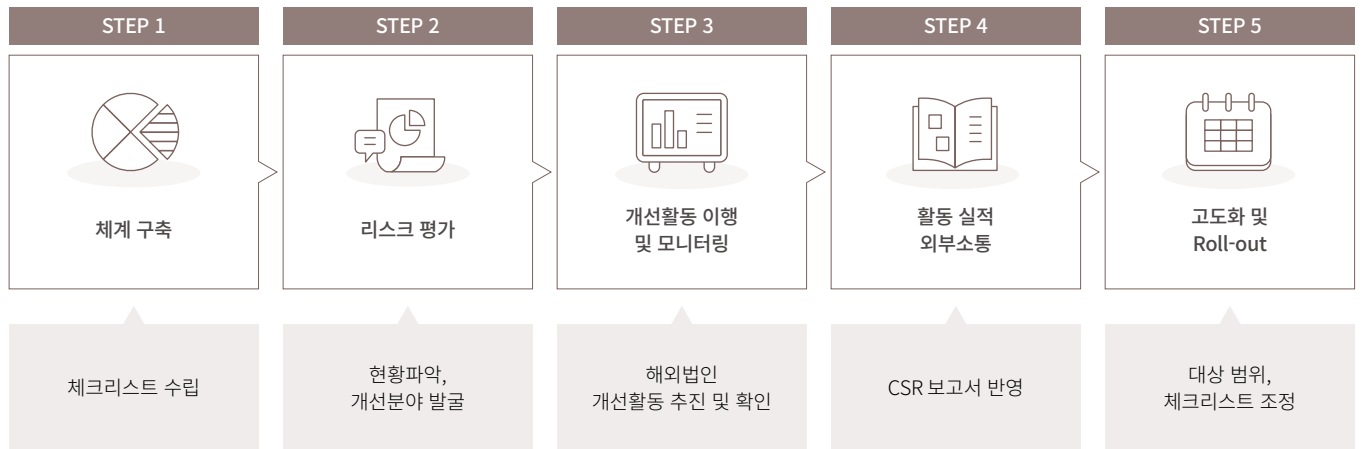 STEP 1
체계 구축
체크리스트 수립
STEP 2
리스크 평가
현황파악,
개선분야 발굴
STEP 3
개선활동 이행
및 모니터링
해외법인
개선활동 추진 및 확인
STEP 4
활동 실적
외부소통
CSR 보고서 반영
STEP 5
고도화 및
Roll-out
대상 범위,
체크리스트 조정